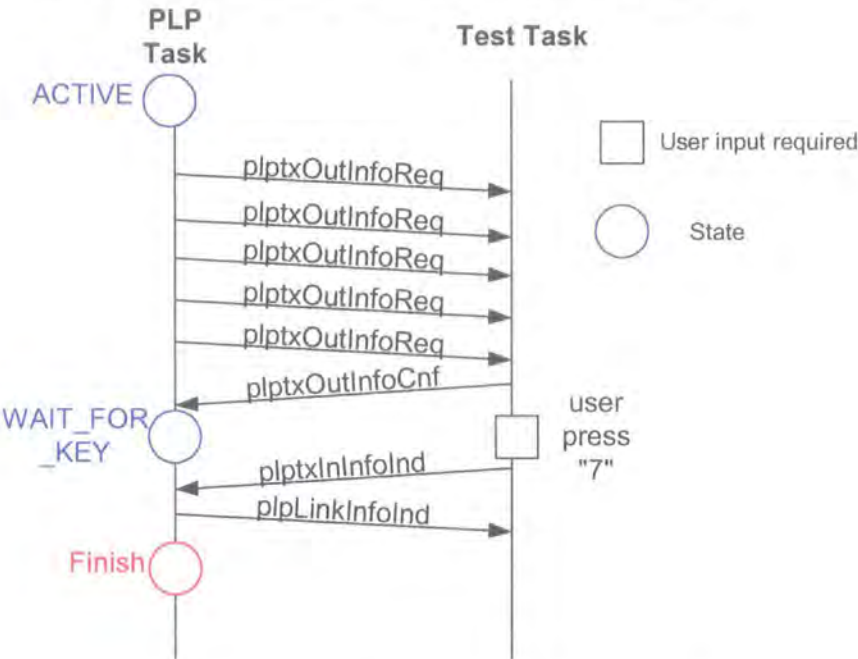 PLP
Task
Test Task
ACTIVE
User input required
State
plptxOutInfoReq
plptxOutInfoReq
plptxOutInfoReq
plptxOutInfoReq
plptxOutInfoReq
plptxOutInfoCnf
WAIT_FOR
_KEY
user
press
"7"
plptxInInfoInd
plpLinkInfoInd
Finish